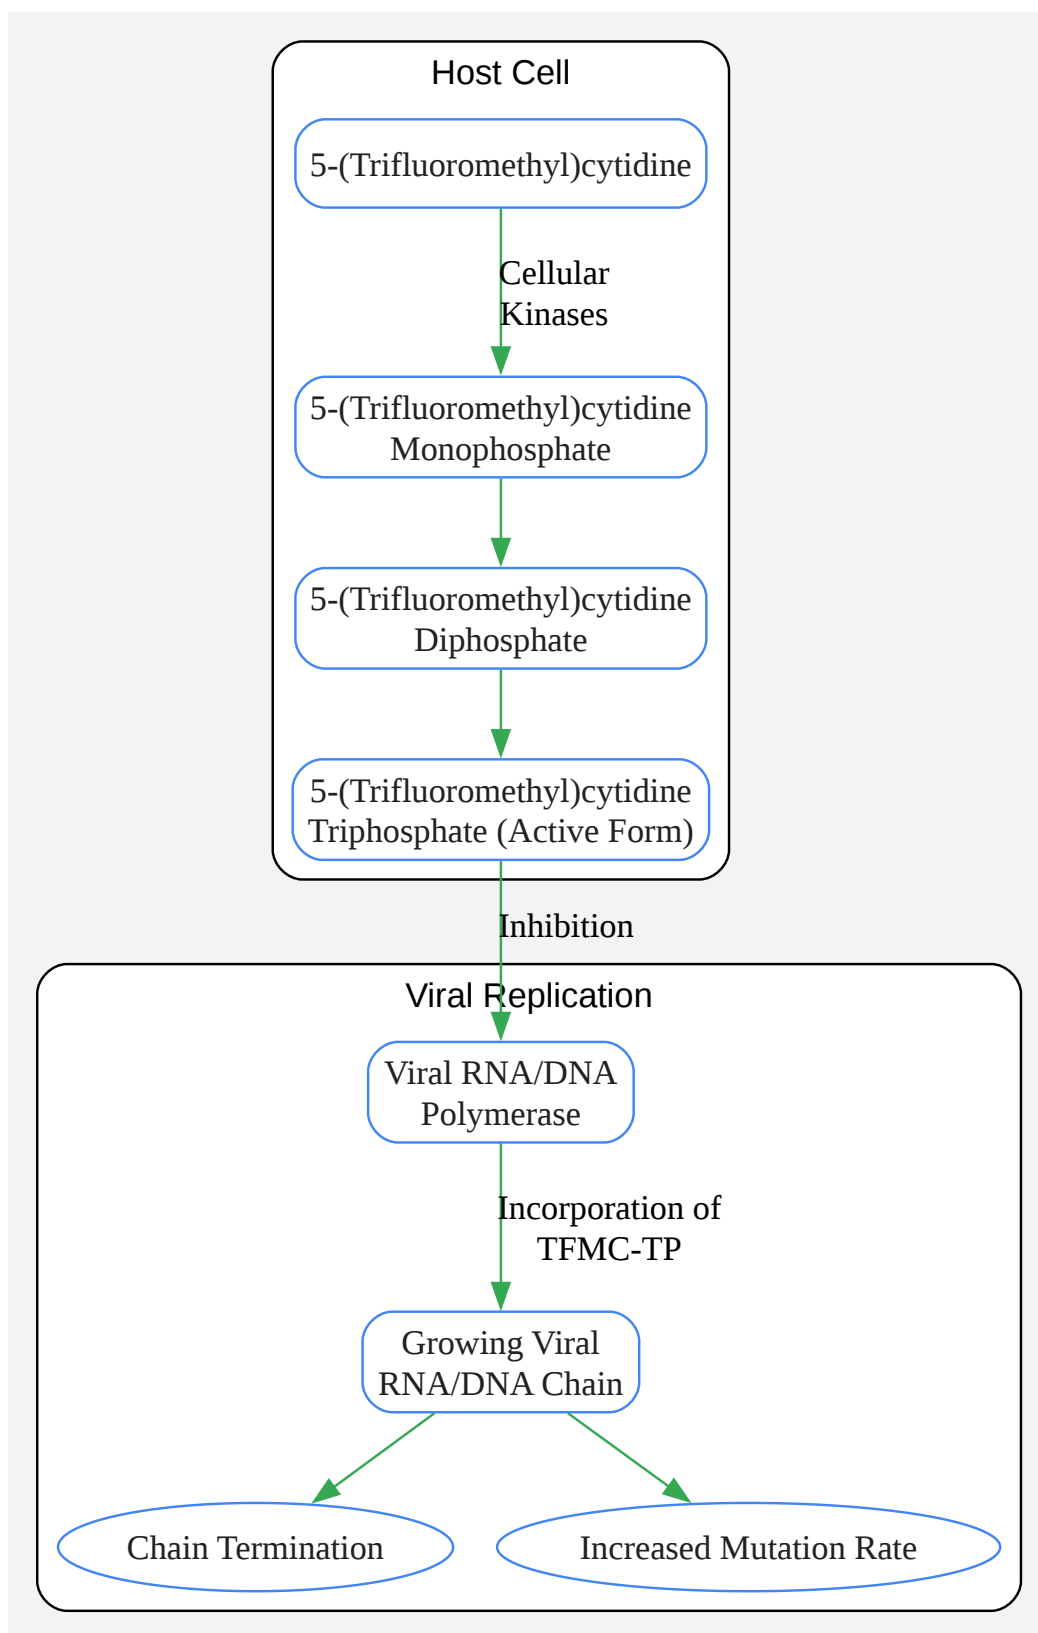 Host Cell
5-(Trifluoromethyl)cytidine
Cellular
Kinases
5-(Trifluoromethyl)cytidine
Monophosphate
5-(Trifluoromethyl)cytidine
Diphosphate
5-(Trifluoromethyl)cytidine
Triphosphate (Active Form)
Inhibition
Viral Replication
Viral RNA/DNA
Polymerase
Incorporation of
TFMC-TP
Growing Viral
RNA/DNA Chain
Chain Termination
Increased Mutation Rate